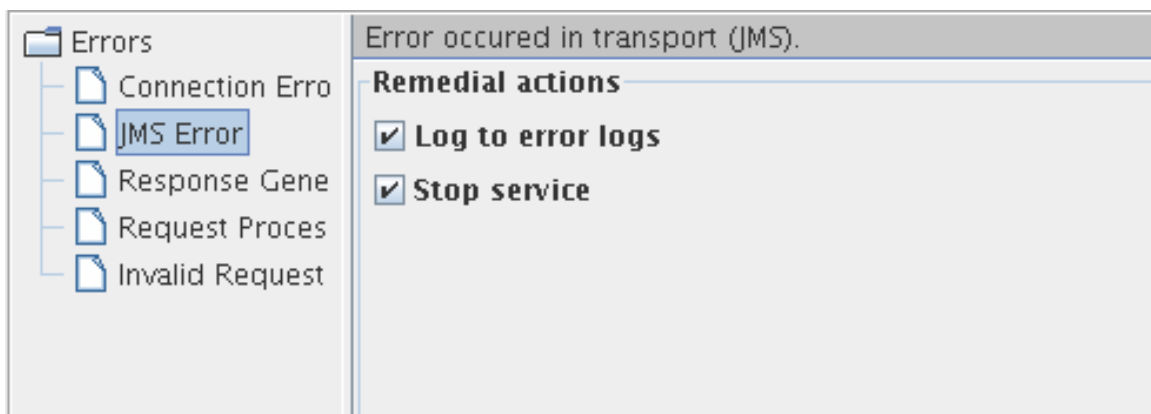 Errors
Connection Erro
JMS Error
Response Gene
Request Proces
Invalid Request
Error occured in transport (JMS).
Remedial actions
Log to error logs
Stop service